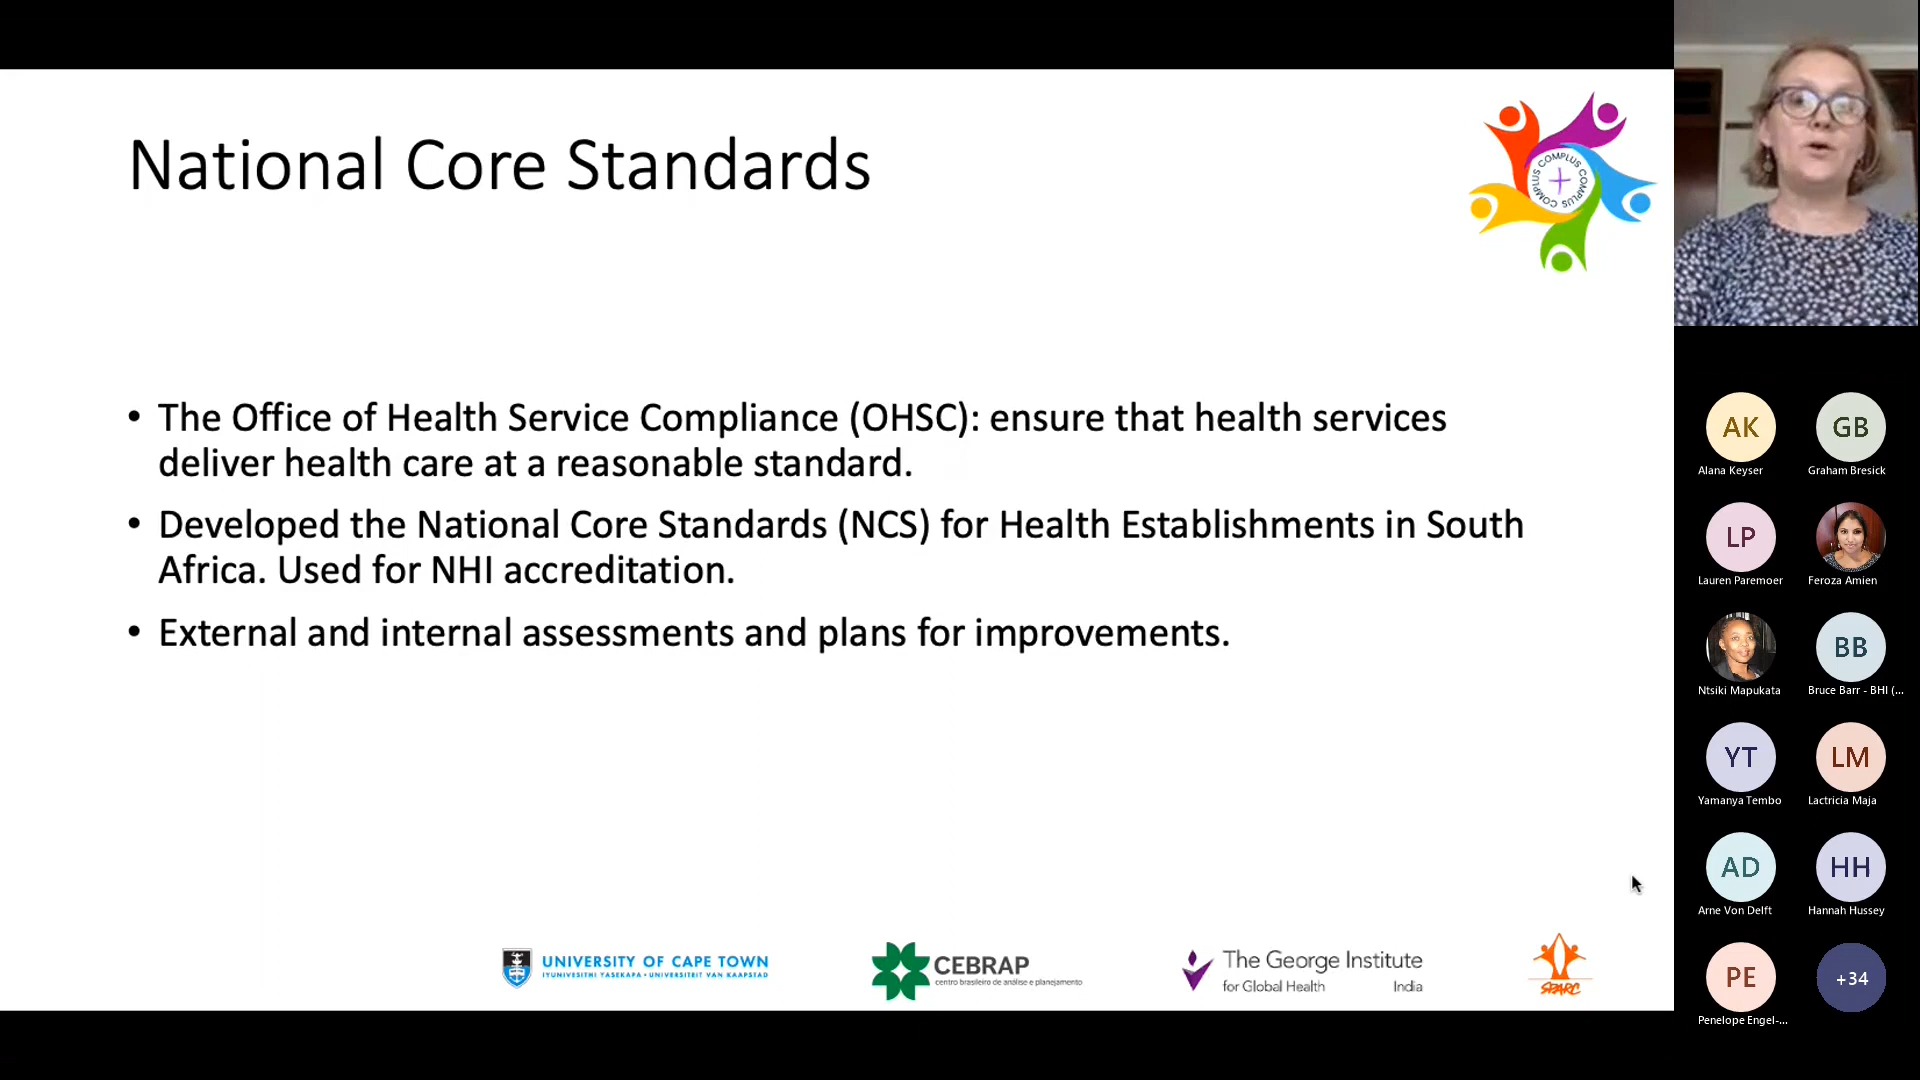 National Core Standards
COMPLUS COMPLUS COMPLUS
• The Office of Health Service Compliance (OHSC): ensure that health services
deliver health care at a reasonable standard.
• Developed the National Core Standards (NCS) for Health Establishments in South
Africa. Used for NHI accreditation.
• External and internal assessments and plans for improvements.
UNIVERSITY OF CAPE TOWN
IYUNIVESITHI YASEKAPA • UNIVERSITEIT VAN KAAPSTAD
CEBRAP
centro brasileiro de análise e planejamento
The George Institute
for Global Health India
SPARC
AK GB
Alana Keyser Graham Bresick
LP
Lauren Paremoer Feroza Amien
BB
Ntsiki Mapukata Bruce Barr - BHI (...
YT LM
Yamanya Tembo Lactricia Maja
AD HH
Arne Von Delft Hannah Hussey
PE +34
Penelope Engel-...